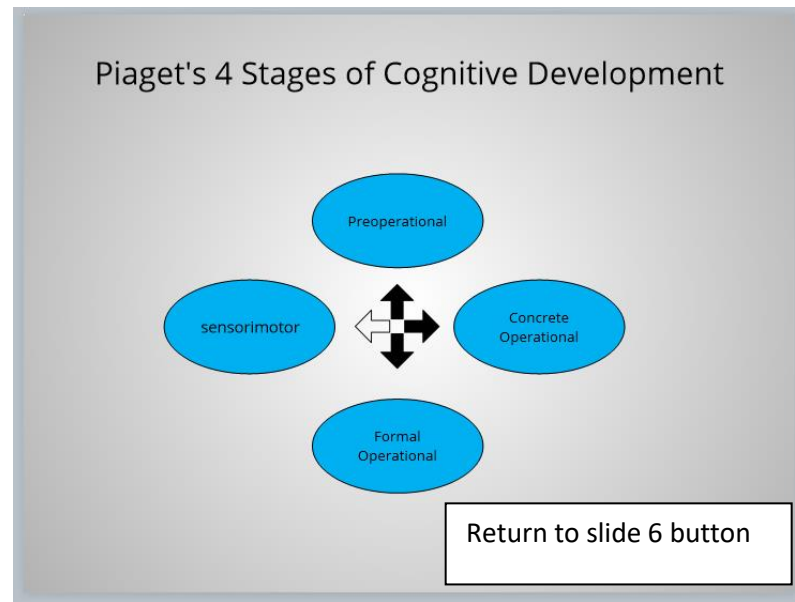 Piaget's 4 Stages of Cognitive Development
Preoperational
sensorimotor
Concrete
Operational
Formal
Operational
Return to slide 6 button